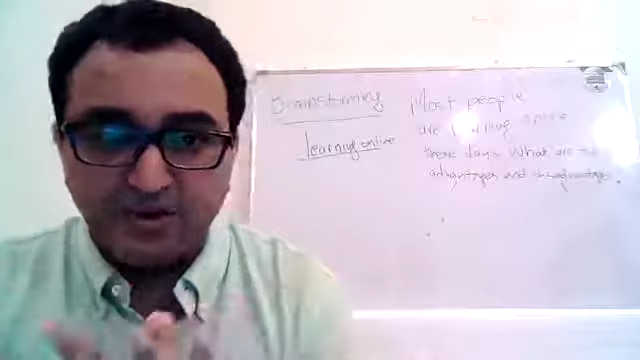 Brainstorming
learning online
Most people
are learning online
these days. What are the
advantages and disadvantages.